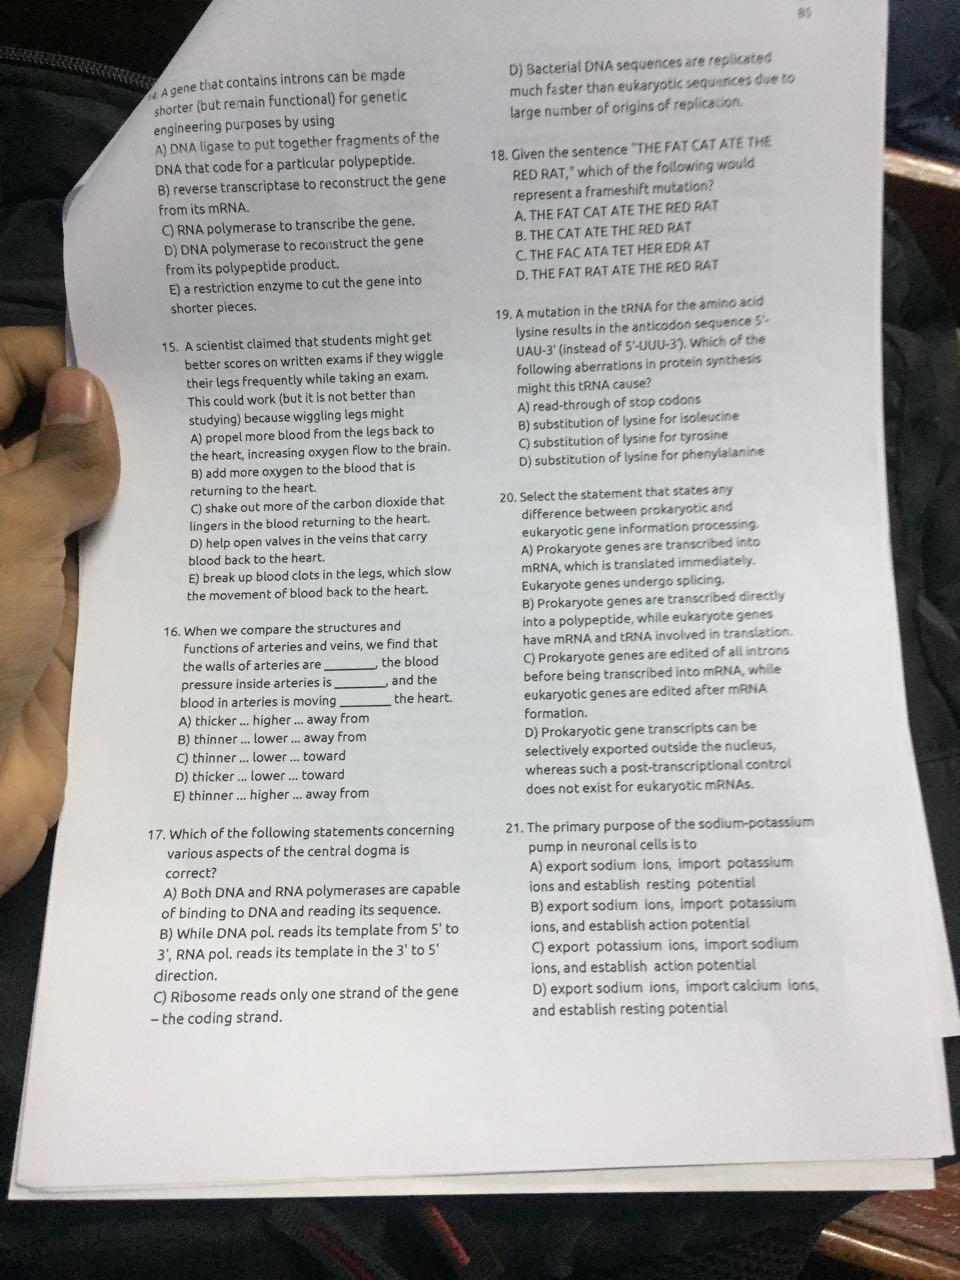 85
14. A gene that contains introns can be made
shorter (but remain functional) for genetic
engineering purposes by using
A) DNA ligase to put together fragments of the
DNA that code for a particular polypeptide.
B) reverse transcriptase to reconstruct the gene
from its mRNA.
C) RNA polymerase to transcribe the gene.
D) DNA polymerase to reconstruct the gene
from its polypeptide product.
E) a restriction enzyme to cut the gene into
shorter pieces.
15. A scientist claimed that students might get
better scores on written exams if they wiggle
their legs frequently while taking an exam.
This could work (but it is not better than
studying) because wiggling legs might
A) propel more blood from the legs back to
the heart, increasing oxygen flow to the brain.
B) add more oxygen to the blood that is
returning to the heart.
C) shake out more of the carbon dioxide that
lingers in the blood returning to the heart.
D) help open valves in the veins that carry
blood back to the heart.
E) break up blood clots in the legs, which slow
the movement of blood back to the heart.
16. When we compare the structures and
functions of arteries and veins, we find that
the walls of arteries are ________, the blood
pressure inside arteries is ________, and the
blood in arteries is moving ________ the heart.
A) thicker ... higher ... away from
B) thinner ... lower ... away from
C) thinner ... lower ... toward
D) thicker ... lower ... toward
E) thinner ... higher ... away from
17. Which of the following statements concerning
various aspects of the central dogma is
correct?
A) Both DNA and RNA polymerases are capable
of binding to DNA and reading its sequence.
B) While DNA pol. reads its template from 5' to
3', RNA pol. reads its template in the 3' to 5'
direction.
C) Ribosome reads only one strand of the gene
– the coding strand.
D) Bacterial DNA sequences are replicated
much faster than eukaryotic sequences due to
large number of origins of replication.
18. Given the sentence "THE FAT CAT ATE THE
RED RAT," which of the following would
represent a frameshift mutation?
A. THE FAT CAT ATE THE RED RAT
B. THE CAT ATE THE RED RAT
C. THE FAC ATA TET HER EDR AT
D. THE FAT RAT ATE THE RED RAT
19. A mutation in the tRNA for the amino acid
lysine results in the anticodon sequence 5'-
UAU-3' (instead of 5'-UUU-3'). Which of the
following aberrations in protein synthesis
might this tRNA cause?
A) read-through of stop codons
B) substitution of lysine for isoleucine
C) substitution of lysine for tyrosine
D) substitution of lysine for phenylalanine
20. Select the statement that states any
difference between prokaryotic and
eukaryotic gene information processing.
A) Prokaryote genes are transcribed into
mRNA, which is translated immediately.
Eukaryote genes undergo splicing.
B) Prokaryote genes are transcribed directly
into a polypeptide, while eukaryote genes
have mRNA and tRNA involved in translation.
C) Prokaryote genes are edited of all introns
before being transcribed into mRNA, while
eukaryotic genes are edited after mRNA
formation.
D) Prokaryotic gene transcripts can be
selectively exported outside the nucleus,
whereas such a post-transcriptional control
does not exist for eukaryotic mRNAs.
21. The primary purpose of the sodium-potassium
pump in neuronal cells is to
A) export sodium ions, import potassium
ions and establish resting potential
B) export sodium ions, import potassium
ions, and establish action potential
C) export potassium ions, import sodium
ions, and establish action potential
D) export sodium ions, import calcium ions,
and establish resting potential